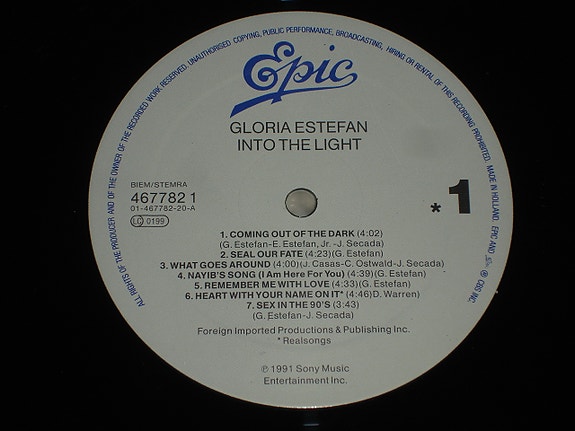 ALL RIGHTS OF THE PRODUCER AND OF THE OWNER OF THE RECORDED WORK RESERVED. UNAUTHORISED COPYING, PUBLIC PERFORMANCE, BROADCASTING, HIRING OR RENTAL OF THIS RECORDING PROHIBITED. MADE IN HOLLAND. EPIC AND ℗ CBS INC.
Epic
GLORIA ESTEFAN
INTO THE LIGHT
BIEM/STEMRA
467782 1
01-467782-20-A
LC 0199
* 1
1. COMING OUT OF THE DARK (4:02)
(G. Estefan-E. Estefan, Jr.-J. Secada)
2. SEAL OUR FATE (4:23)(G. Estefan)
3. WHAT GOES AROUND (4:00)(J. Casas-C. Ostwald-J. Secada)
4. NAYIB'S SONG (I Am Here For You) (4:39)(G. Estefan)
5. REMEMBER ME WITH LOVE (4:33)(G. Estefan)
6. HEART WITH YOUR NAME ON IT* (4:46)(D. Warren)
7. SEX IN THE 90'S (3:43)
(G. Estefan-J. Secada)
Foreign Imported Productions & Publishing Inc.
* Realsongs
℗ 1991 Sony Music
Entertainment Inc.